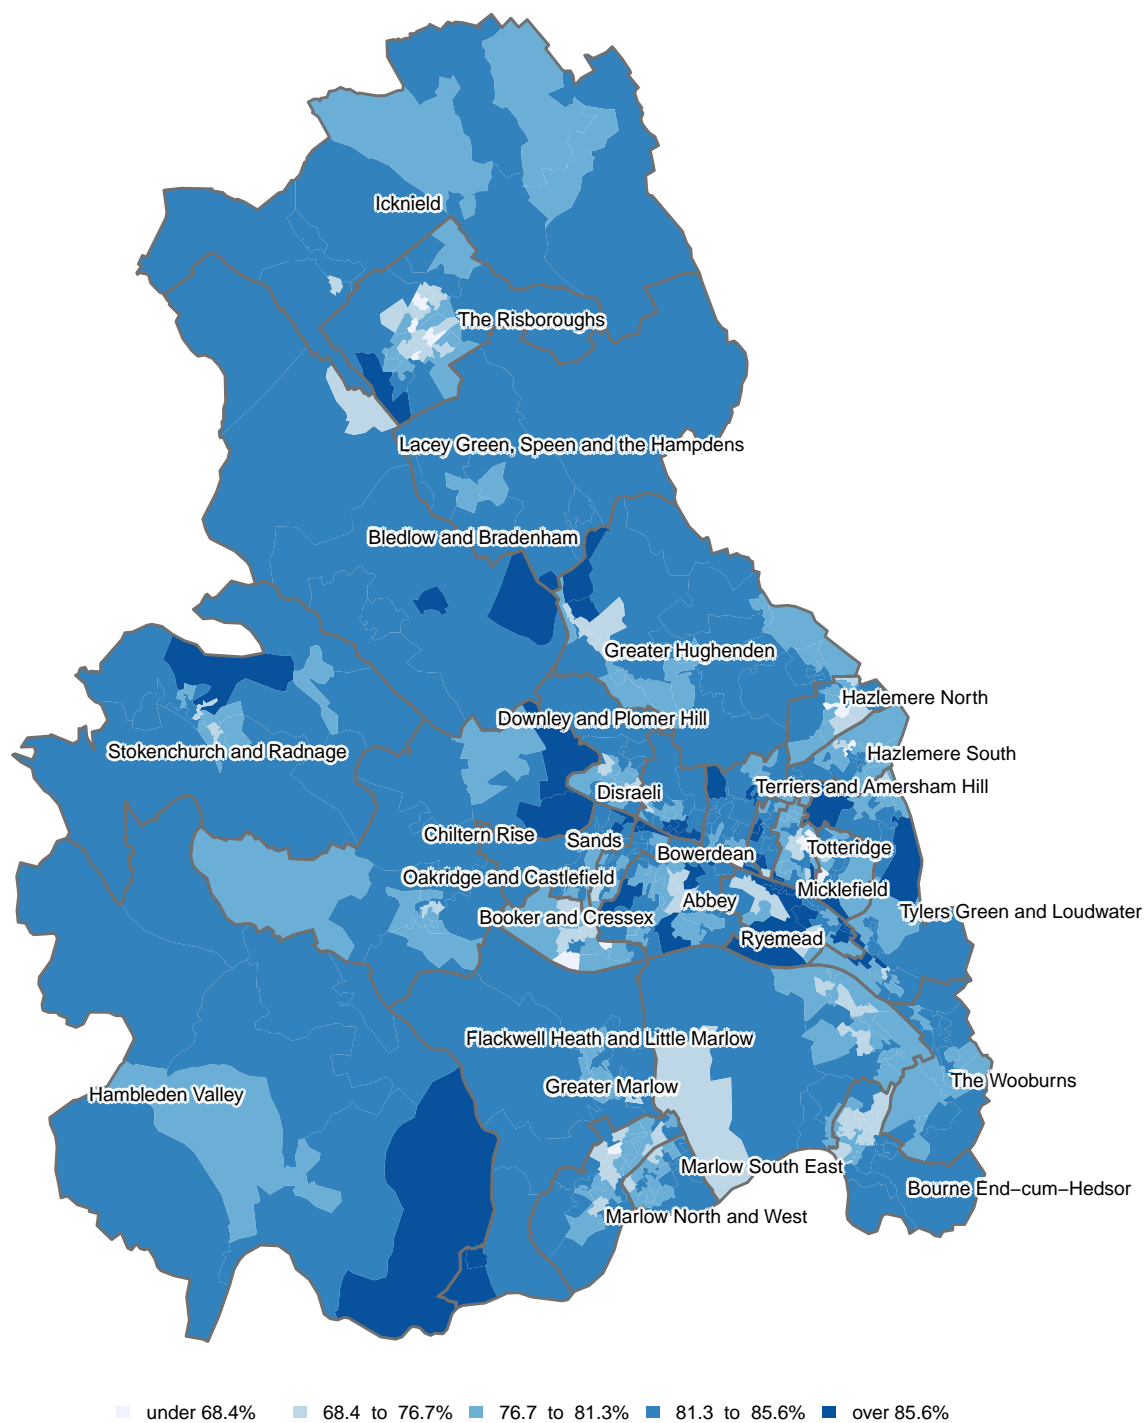 Icknield
The Risboroughs
Lacey Green, Speen and the Hampdens
Bledlow and Bradenham
Greater Hughenden
Hazlemere North
Downley and Plomer Hill
Stokenchurch and Radnage
Hazlemere South
Terriers and Amersham Hill
Disraeli
Chiltern Rise
Sands
Totteridge
Bowerdean
Oakridge and Castlefield
Micklefield
Abbey
Tylers Green and Loudwater
Booker and Cressex
Ryemead
Flackwell Heath and Little Marlow
The Wooburns
Greater Marlow
Hambleden Valley
Marlow South East
Bourne End−cum−Hedsor
Marlow North and West
under 68.4% 68.4 to 76.7% 76.7 to 81.3% 81.3 to 85.6% over 85.6%